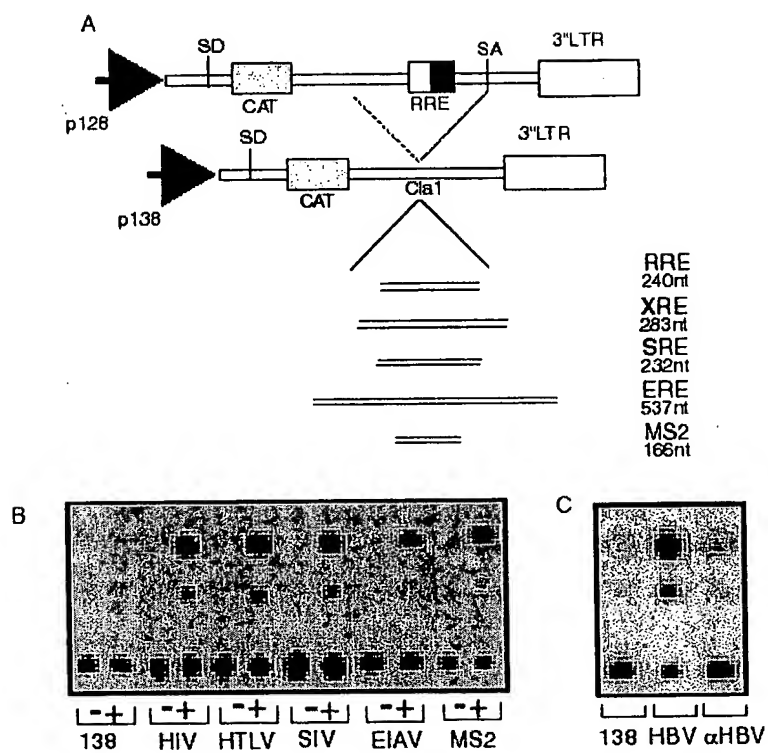 A
SD
SA
3"LTR
CAT
RRE
p128
SD
3"LTR
CAT
Cla1
p138
RRE
240nt
XRE
283nt
SRE
232nt
ERE
537nt
MS2
166nt
B
C
-+ -+ -+ -+ -+ -+
138 HIV HTLV SIV EIAV MS2
138 HBV αHBV